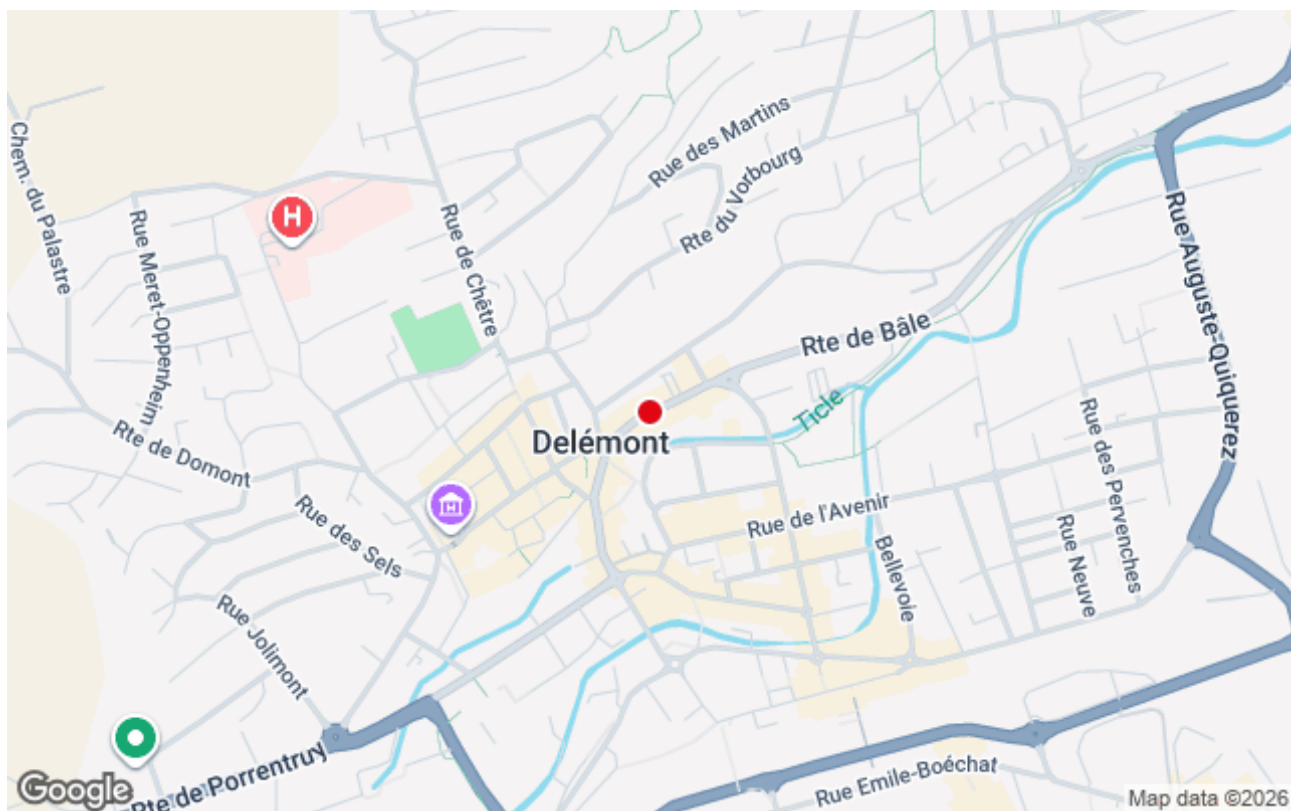 Rue des Martins
Rte du Vorbourg
Chem. du Palastre
Rue Meret-Oppenheim
H
Rue de Chêtre
Rue Auguste-Quiquerez
Rte de Bâle
Ticle
Delémont
Rte de Domont
Rue des Pervenches
Rue des Sels
Rue de l'Avenir
Bellevoie
Rue Neuve
Rue Jolimont
Rte de Porrentruy
Rue Emile-Boéchat
Google
Map data ©2026